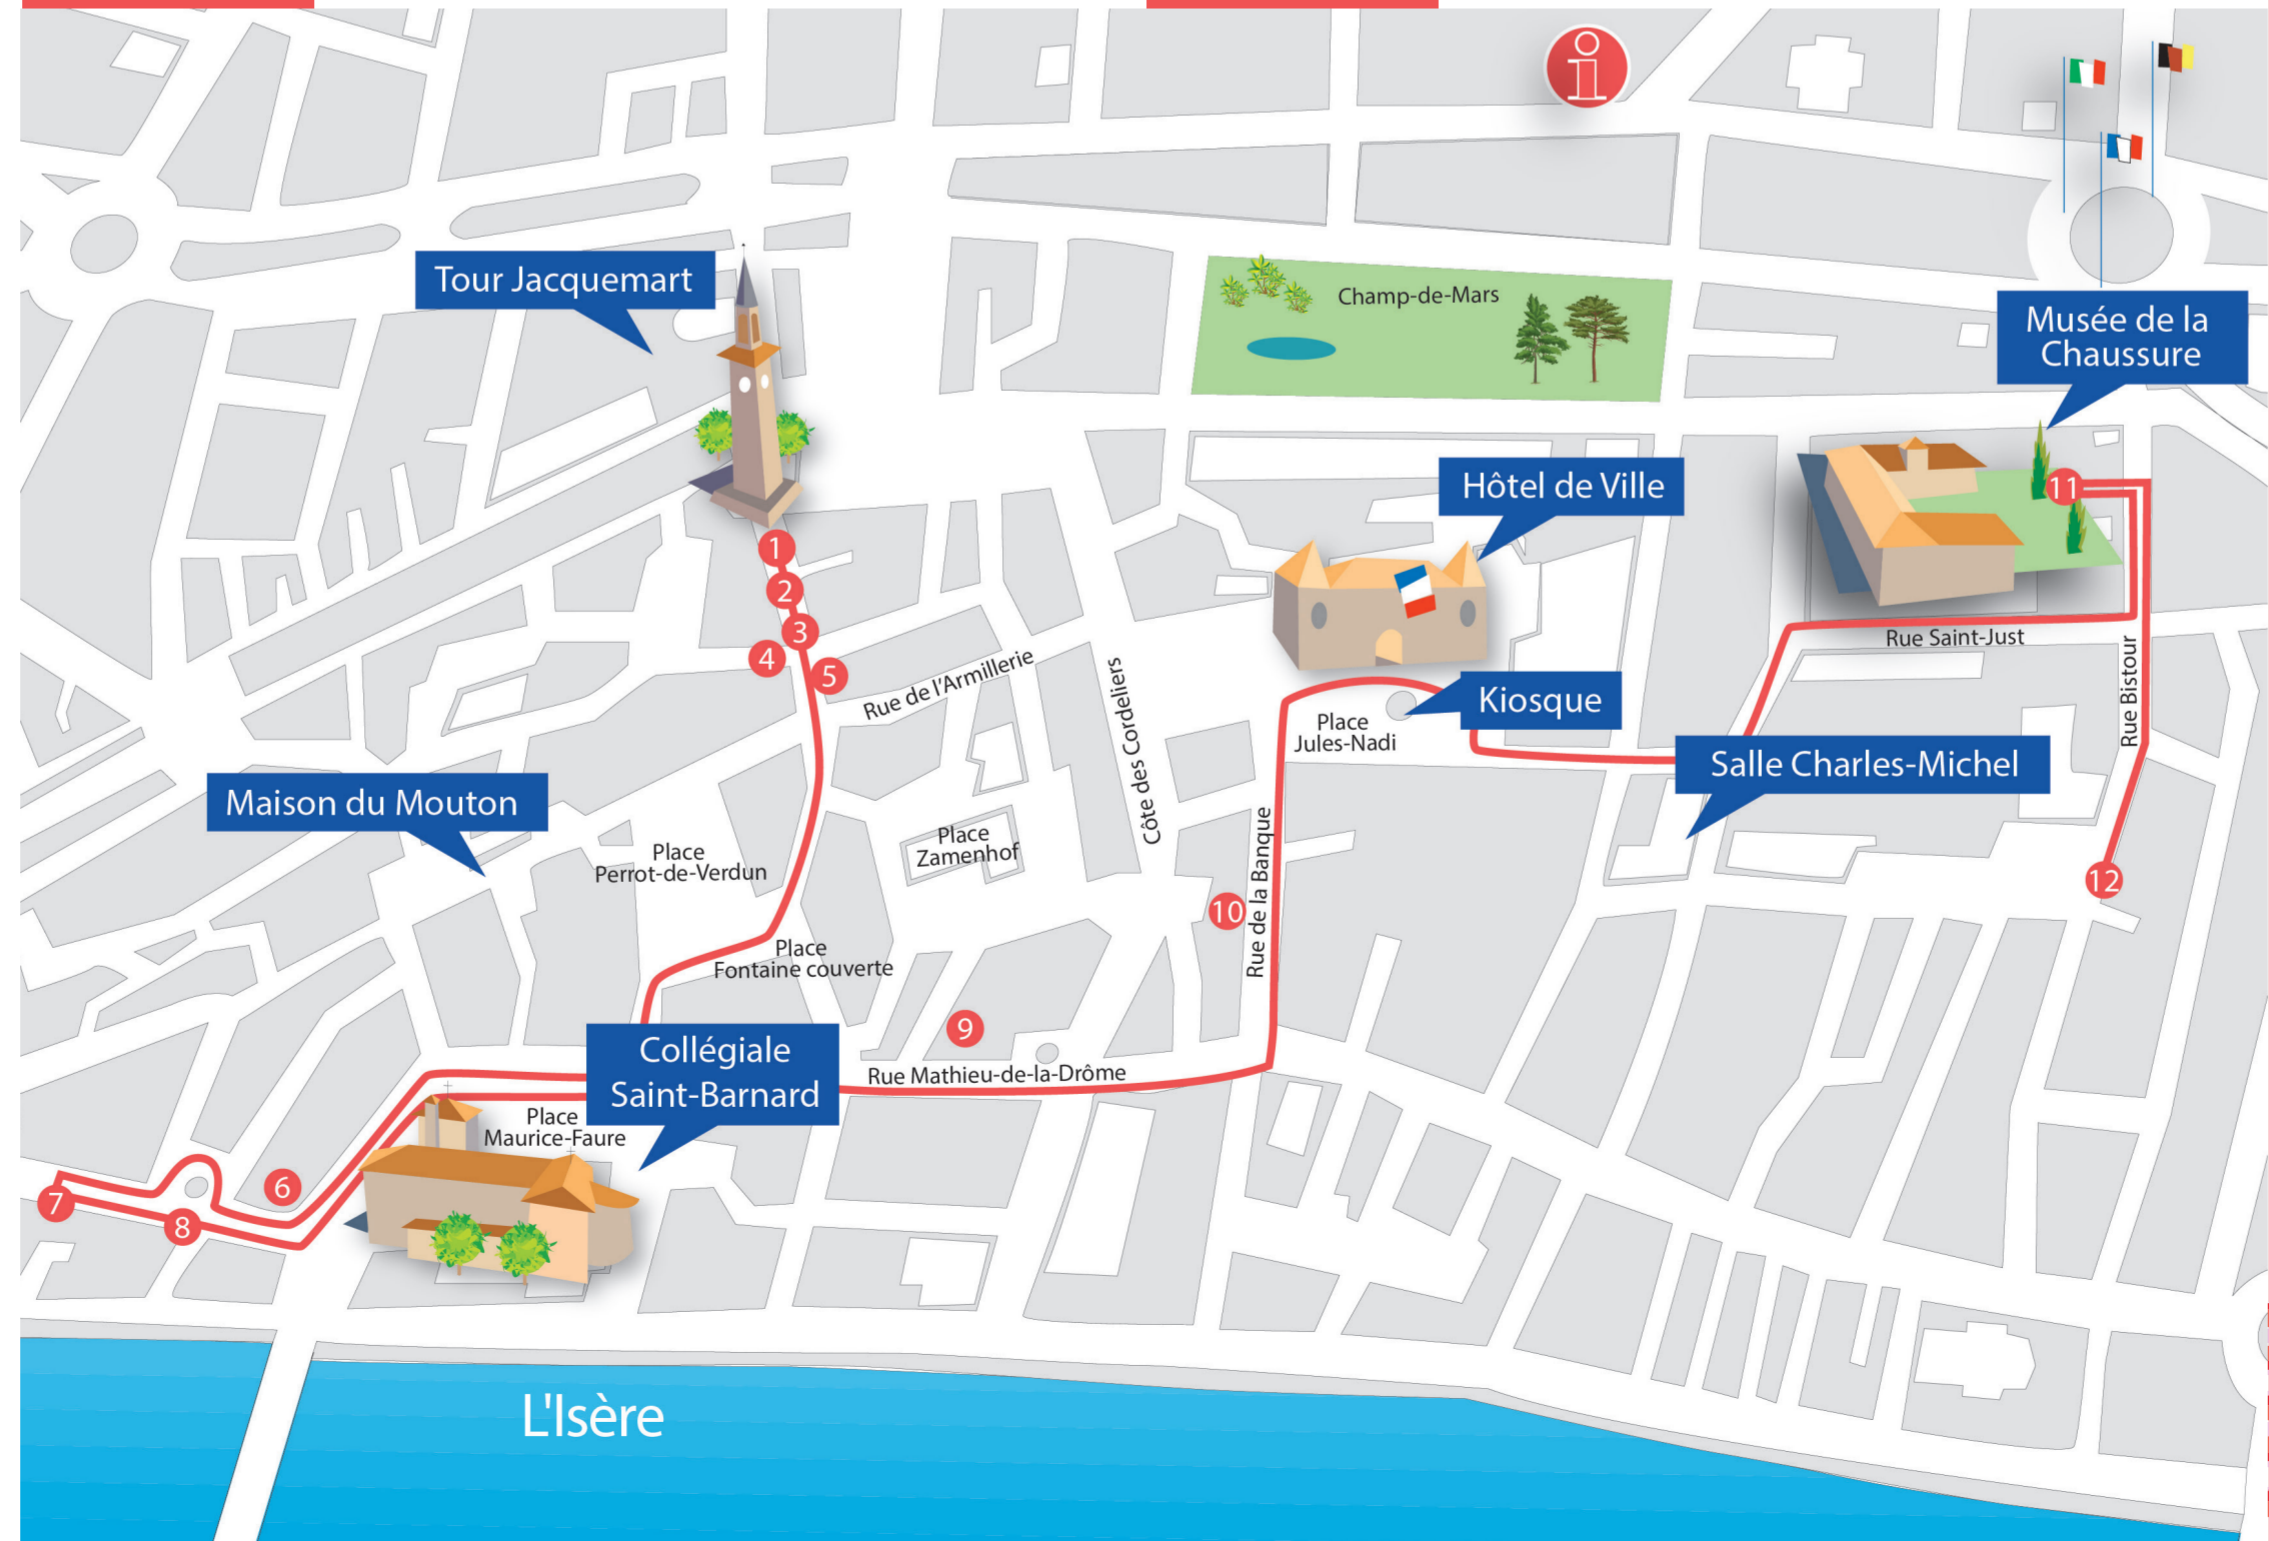 Tour Jacquemart
Champ-de-Mars
Musée de la
Chaussure
Hôtel de Ville
11
1
2
3
4
5
Rue de l'Armillerie
Côte des Cordeliers
Rue Saint-Just
Rue Bistour
Kiosque
Place
Jules-Nadi
Salle Charles-Michel
Maison du Mouton
Place
Perrot-de-Verdun
Place
Zamenhof
Rue de la Banque
10
12
Place
Fontaine couverte
9
Collégiale
Saint-Barnard
Rue Mathieu-de-la-Drôme
Place
Maurice-Faure
6
7
8
L'Isère